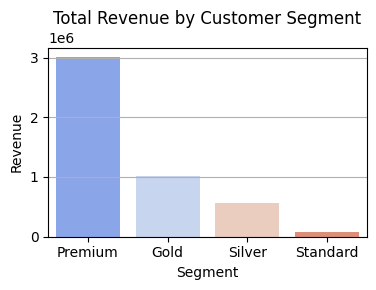 Total Revenue by Customer Segment
1e6
3
2
1
0
Revenue
Premium Gold Silver Standard
Segment